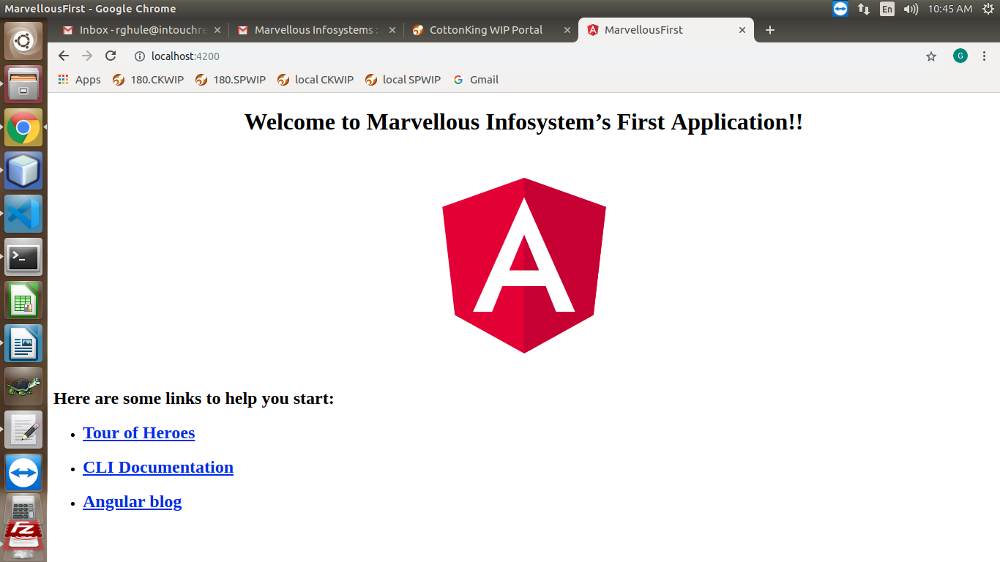 MarvellousFirst - Google Chrome
En
10:45 AM
Inbox - rghule@intouchre
Marvellous Infosystems :
CottonKing WIP Portal
MarvellousFirst
localhost:4200
G
Apps
180.CKWIP
180.SPWIP
local CKWIP
local SPWIP
Gmail
Welcome to Marvellous Infosystem’s First Application!!
A
Here are some links to help you start:
Tour of Heroes
CLI Documentation
Angular blog
Fz